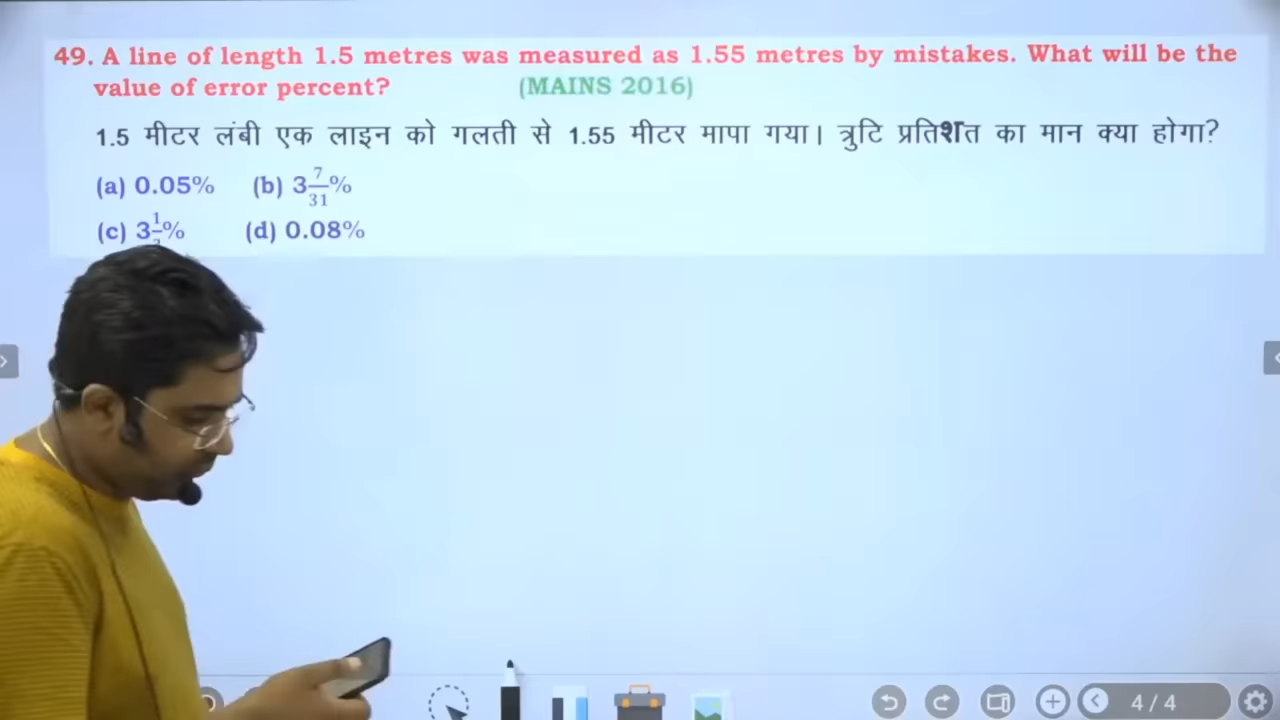 49. A line of length 1.5 metres was measured as 1.55 metres by mistakes. What will be the
value of error percent? (MAINS 2016)
1.5 मीटर लंबी एक लाइन को गलती से 1.55 मीटर मापा गया। त्रुटि प्रतिशत का मान क्या होगा?
(a) 0.05% (b) 3 7/31%
(c) 3 1/ % (d) 0.08%
4 / 4